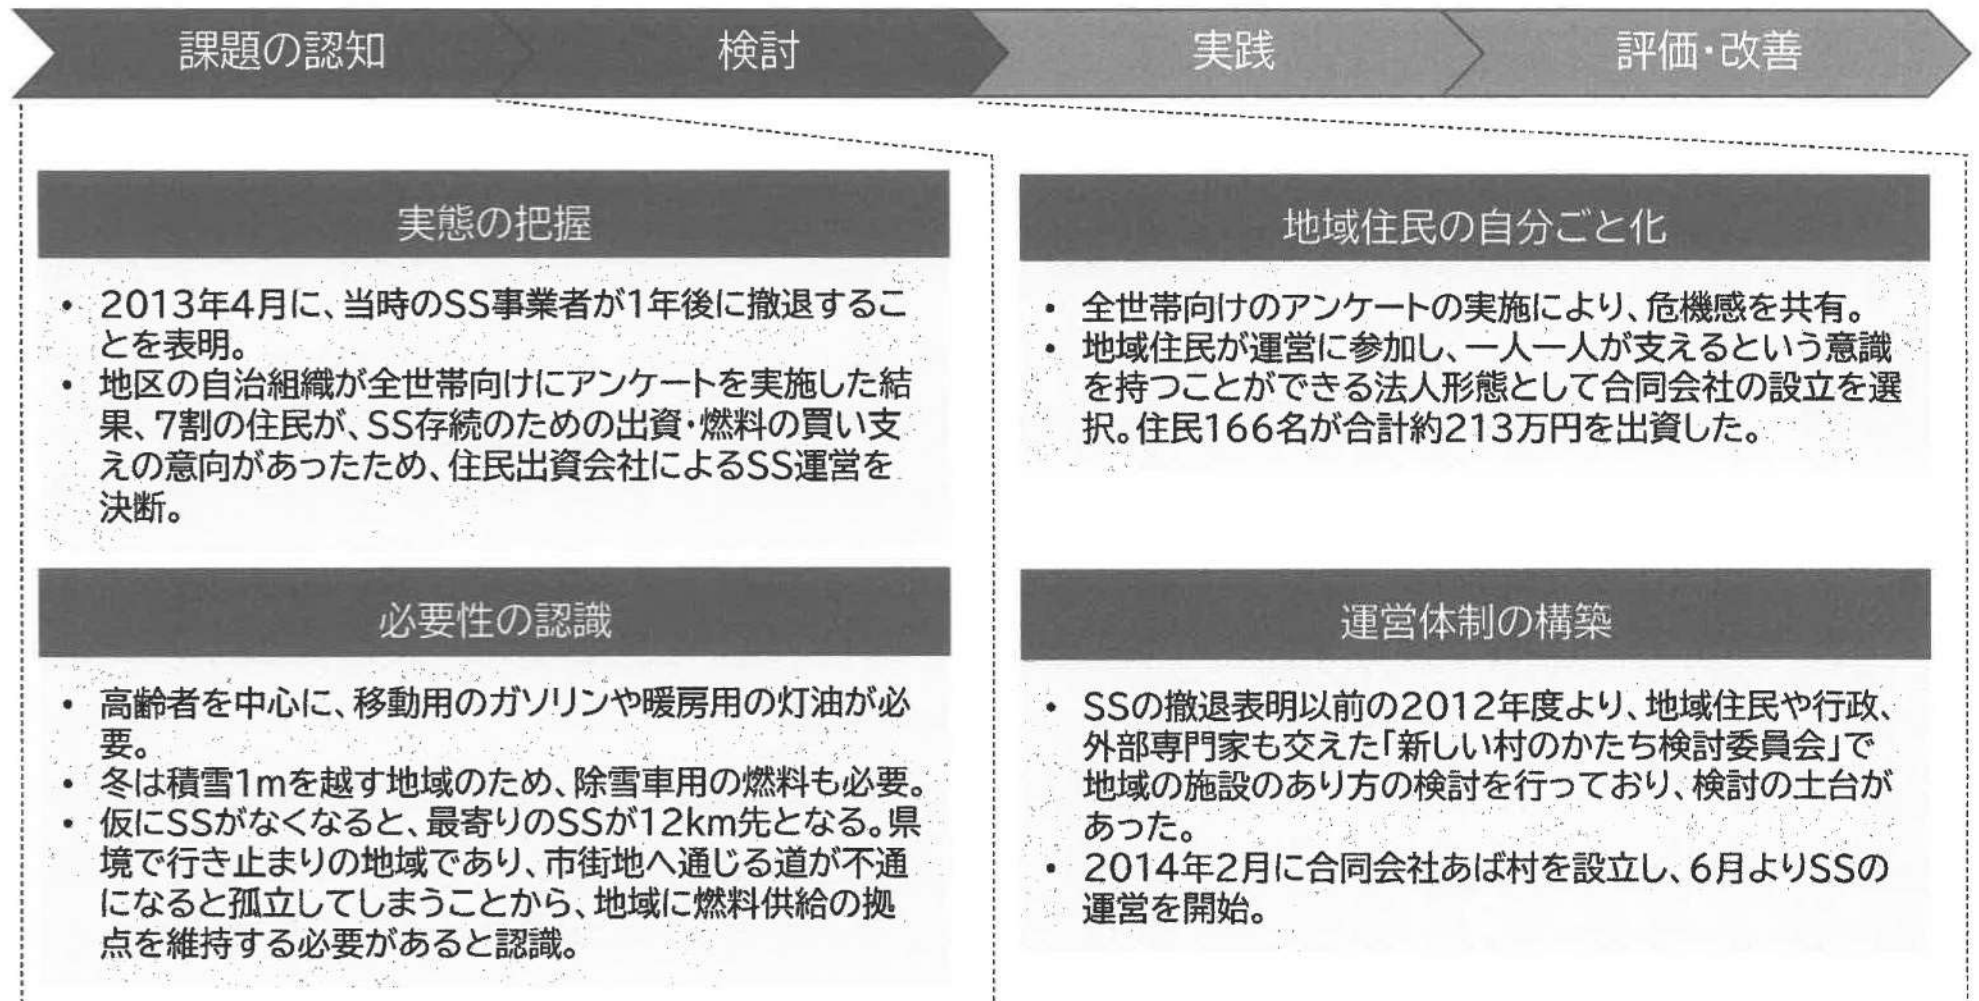 課題の認知
検討
実践
評価・改善
実態の把握
• 2013年4月に、当時のSS事業者が1年後に撤退するこ
とを表明。
• 地区の自治組織が全世帯向けにアンケートを実施した結
果、7割の住民が、SS存続のための出資・燃料の買い支
えの意向があったため、住民出資会社によるSS運営を
決断。
必要性の認識
• 高齢者を中心に、移動用のガソリンや暖房用の灯油が必
要。
• 冬は積雪1mを越す地域のため、除雪車用の燃料も必要。
• 仮にSSがなくなると、最寄りのSSが12km先となる。県
境で行き止まりの地域であり、市街地へ通じる道が不通
になると孤立してしまうことから、地域に燃料供給の拠
点を維持する必要があると認識。
地域住民の自分ごと化
• 全世帯向けのアンケートの実施により、危機感を共有。
• 地域住民が運営に参加し、一人一人が支えるという意識
を持つことができる法人形態として合同会社の設立を選
択。住民166名が合計約213万円を出資した。
運営体制の構築
• SSの撤退表明以前の2012年度より、地域住民や行政、
外部専門家も交えた「新しい村のかたち検討委員会」で
地域の施設のあり方の検討を行っており、検討の土台が
あった。
• 2014年2月に合同会社あば村を設立し、6月よりSSの
運営を開始。